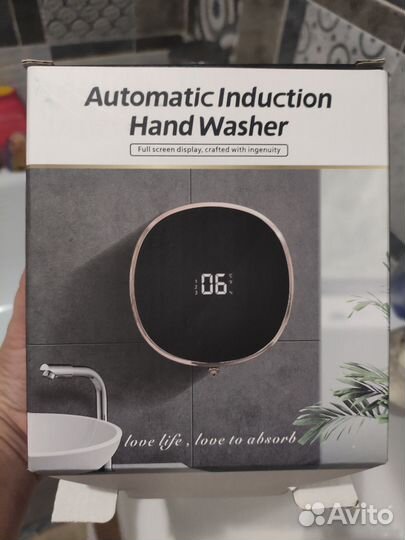 Automatic Induction
Hand Washer
Full screen display, crafted with ingenuity
06
love life , love to absorb
Avito